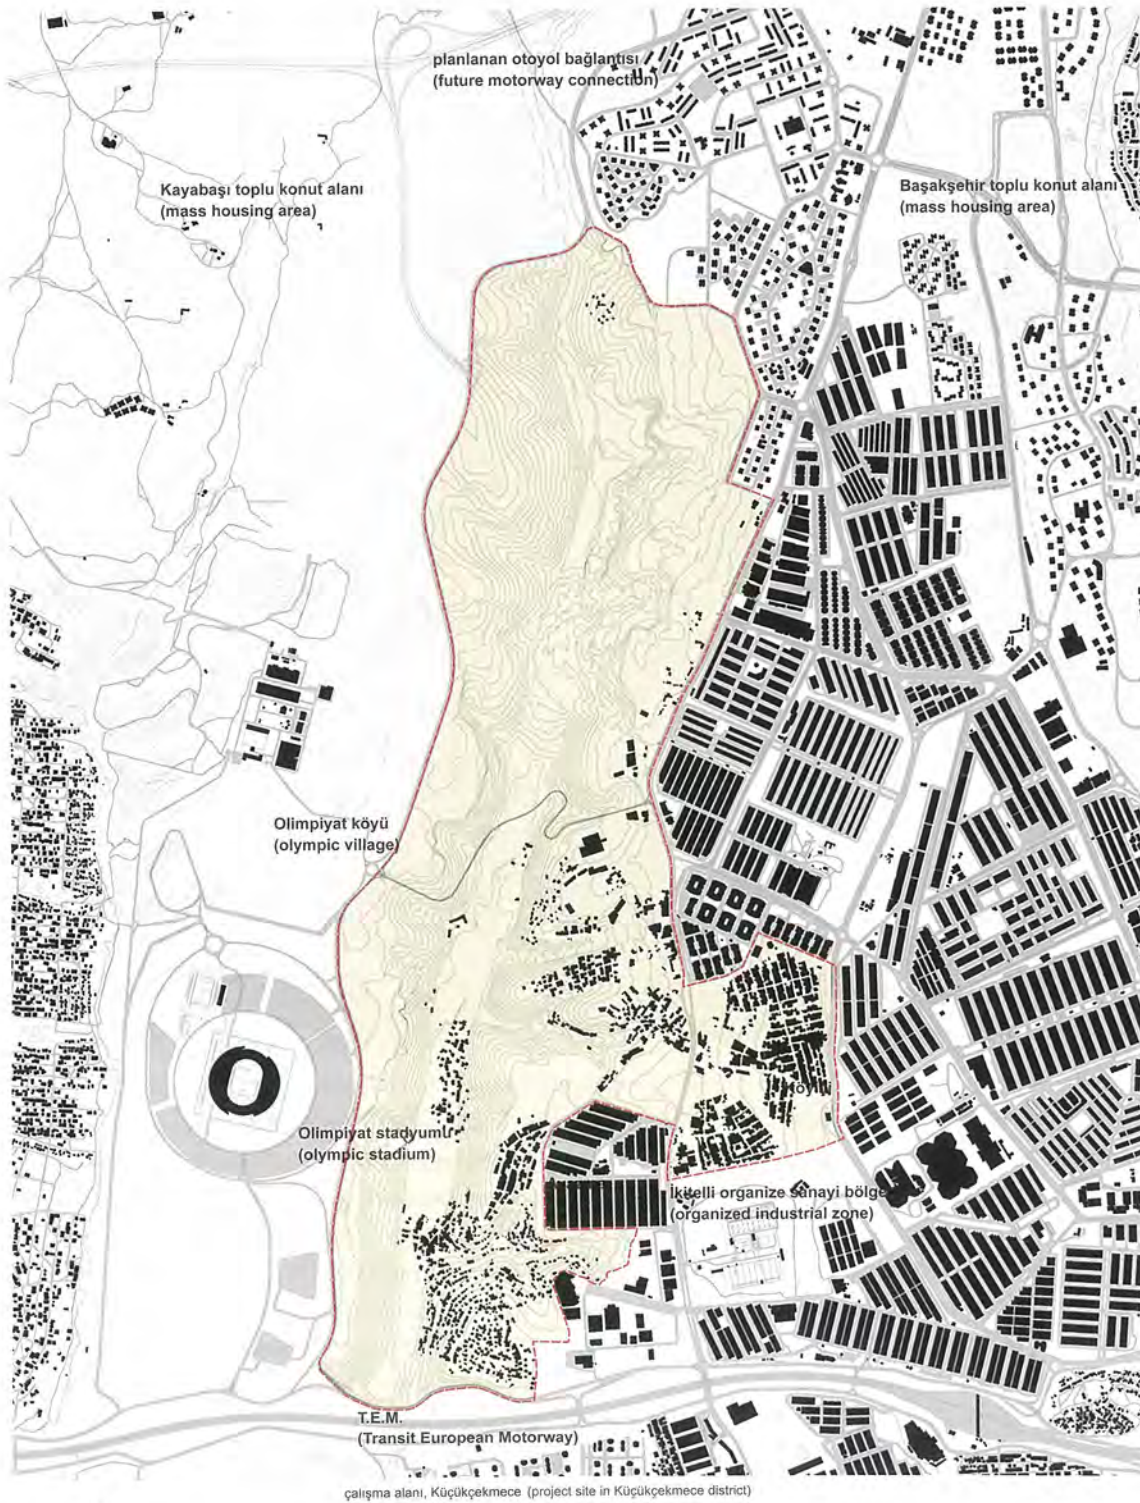 planlanan otoyol bağlantısı
(future motorway connection)
Kayabaşı toplu konut alanı
(mass housing area)
Başakşehir toplu konut alanı
(mass housing area)
Olimpiyat köyü
(olympic village)
Olimpiyat stadyumu
(olympic stadium)
İkitelli organize sanayi bölge
(organized industrial zone)
T.E.M.
(Transit European Motorway)
çalışma alanı, Küçükçekmece (project site in Küçükçekmece district)